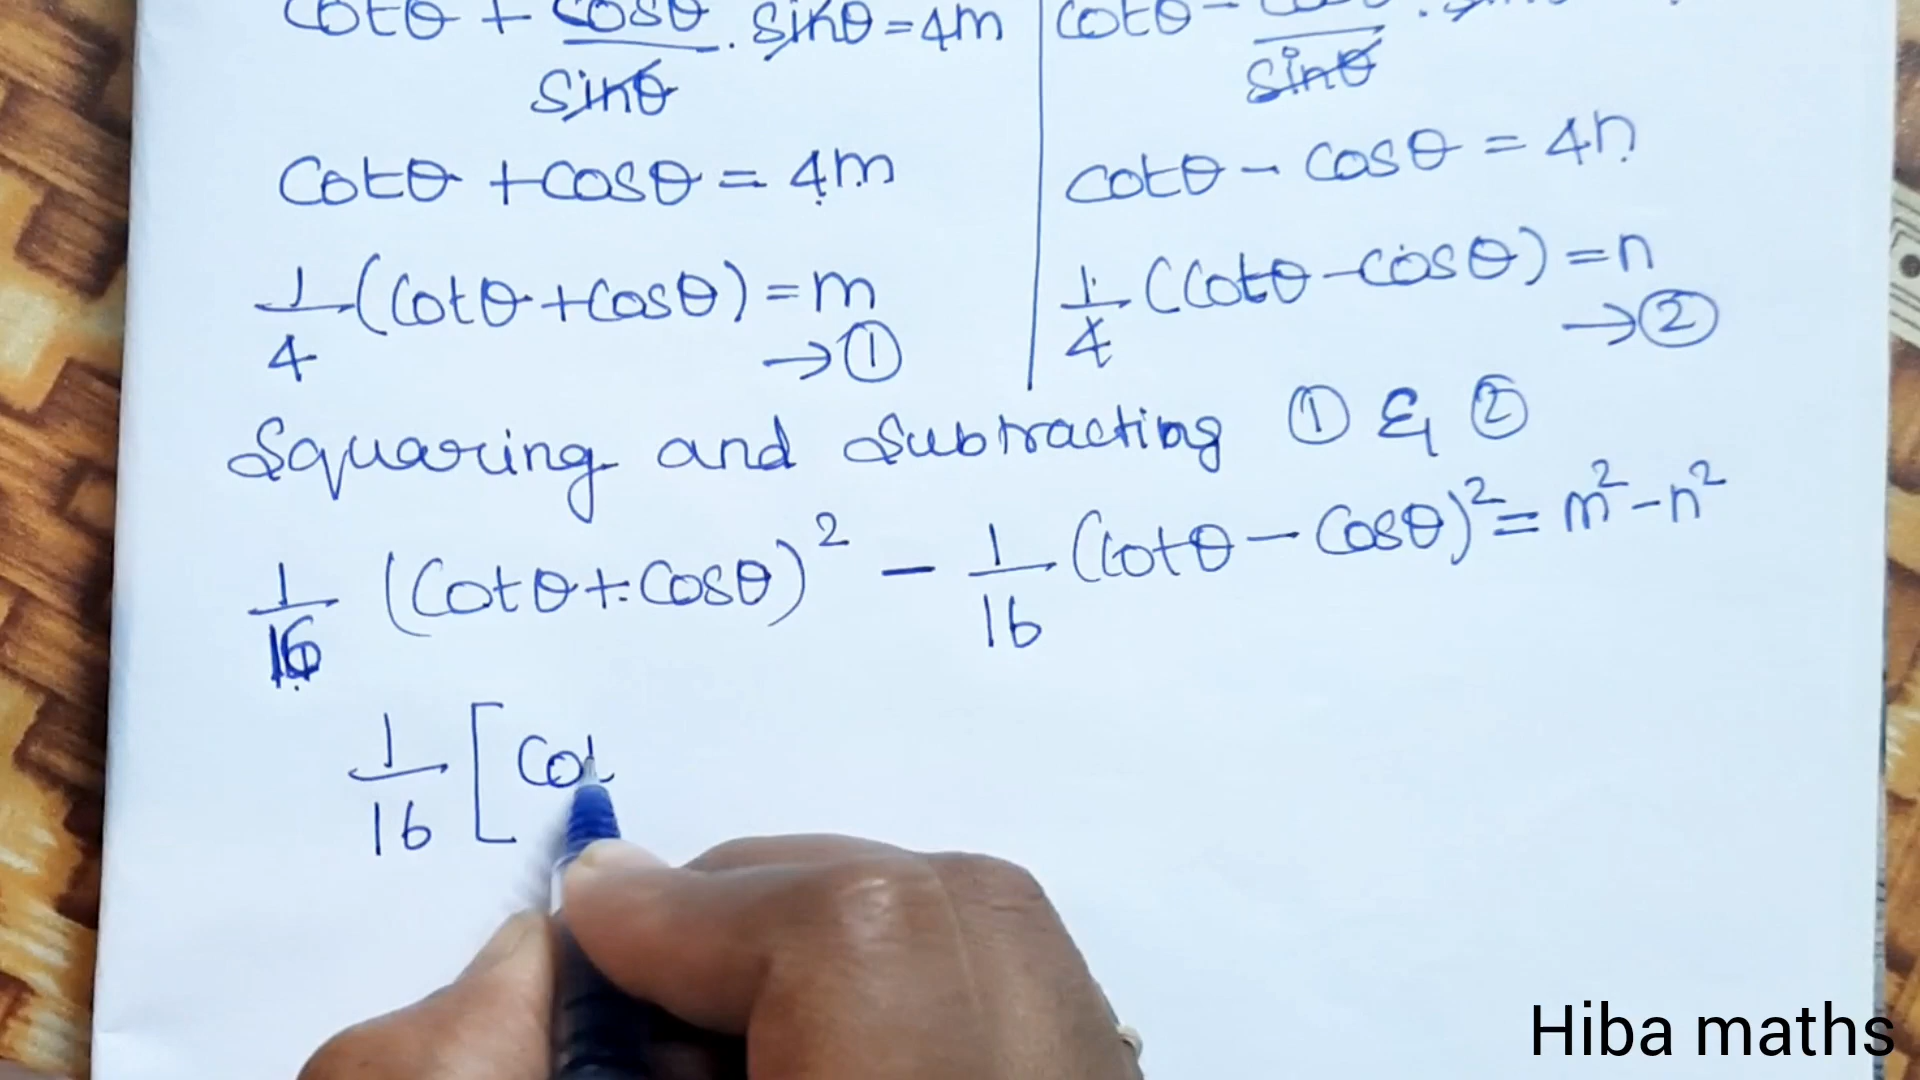 cotθ + cosθ/sinθ . sinθ = 4m
cotθ + cosθ = 4m
1/4 (cotθ + cosθ) = m
→ ①
cotθ -
sinθ
cotθ - cosθ = 4n
1/4 (cotθ - cosθ) = n
→ ②
Squaring and Subtracting ① & ②
1/16 (cotθ + cosθ)² - 1/16 (cotθ - cosθ)² = m² - n²
1/16 [cot
Hiba maths